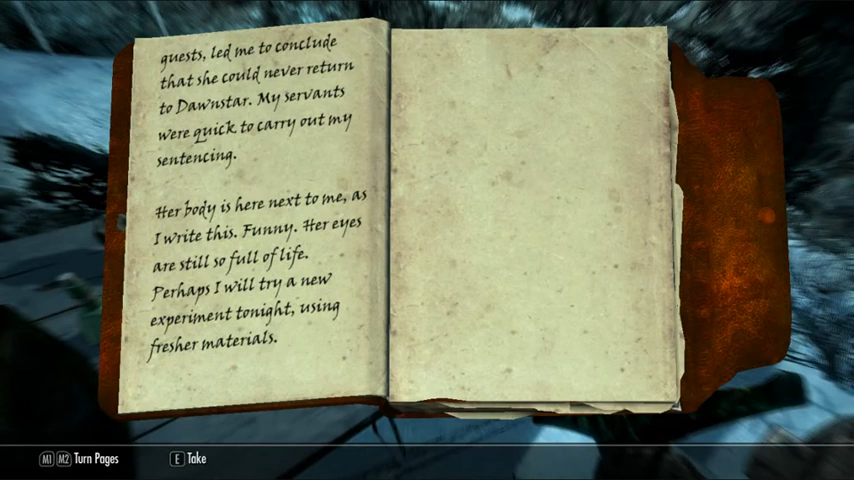 guests, led me to conclude
that she could never return
to Dawnstar. My servants
were quick to carry out my
sentencing.
Her body is here next to me, as
I write this. Funny. Her eyes
are still so full of life.
Perhaps I will try a new
experiment tonight, using
fresher materials.
M1 M2 Turn Pages
E Take